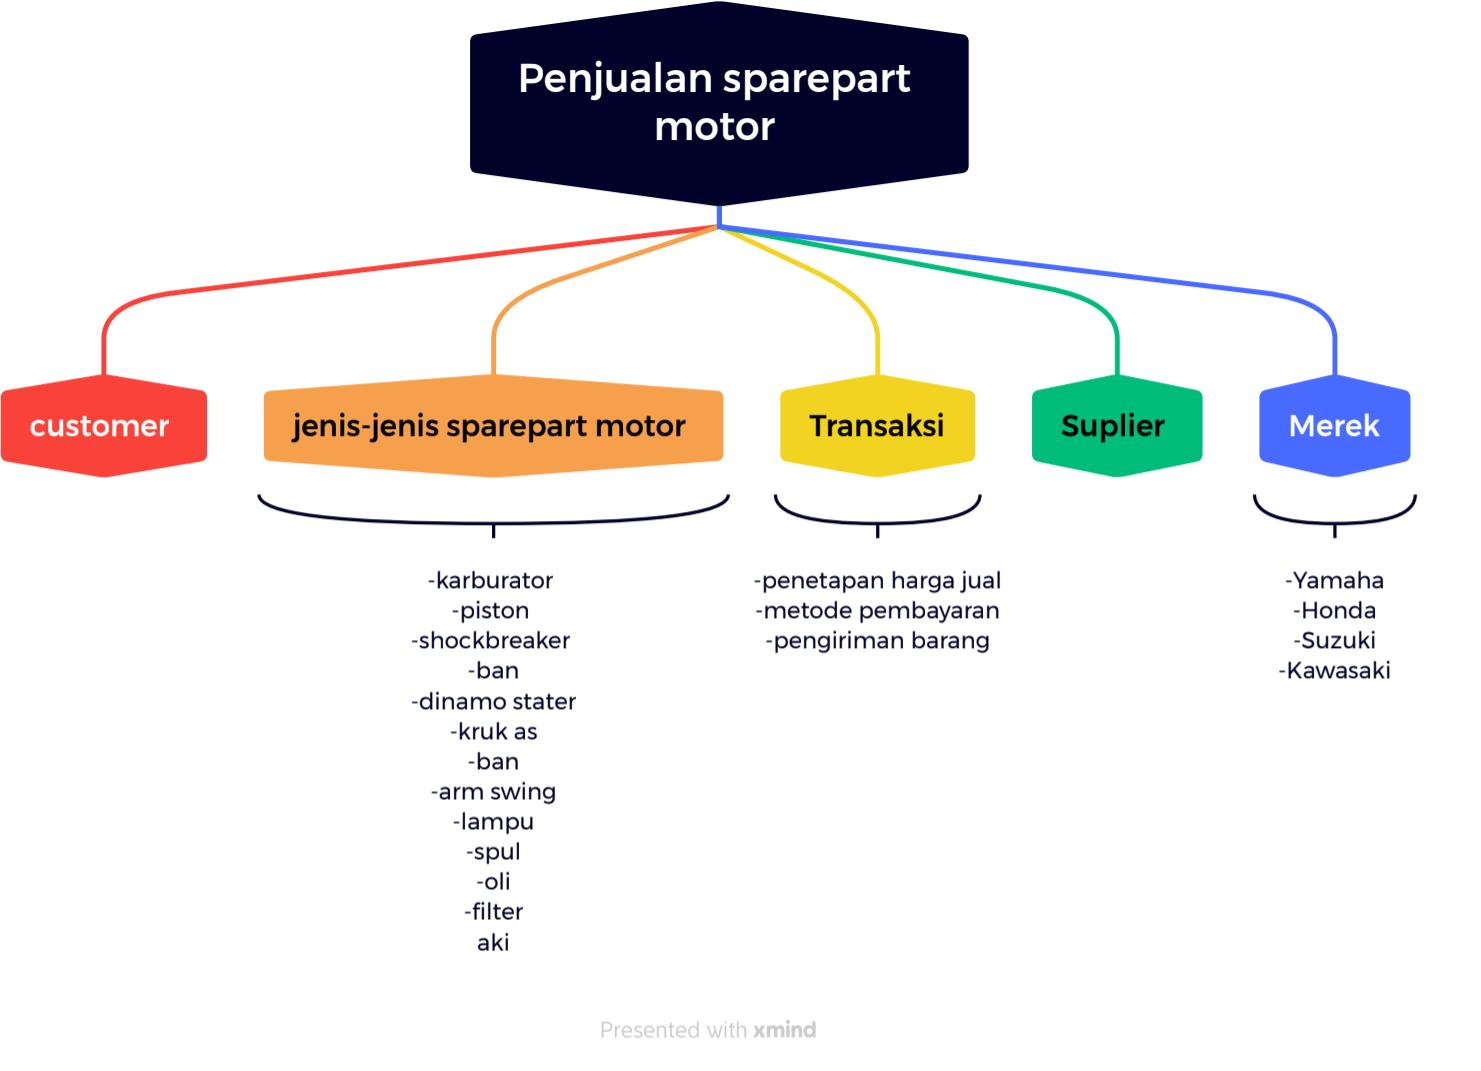 Penjualan sparepart
motor
customer
jenis-jenis sparepart motor
Transaksi
Suplier
Merek
-karburator
-piston
-shockbreaker
-ban
-dinamo stater
-kruk as
-ban
-arm swing
-lampu
-spul
-oli
-filter
aki
-penetapan harga jual
-metode pembayaran
-pengiriman barang
-Yamaha
-Honda
-Suzuki
-Kawasaki
Presented with xmind